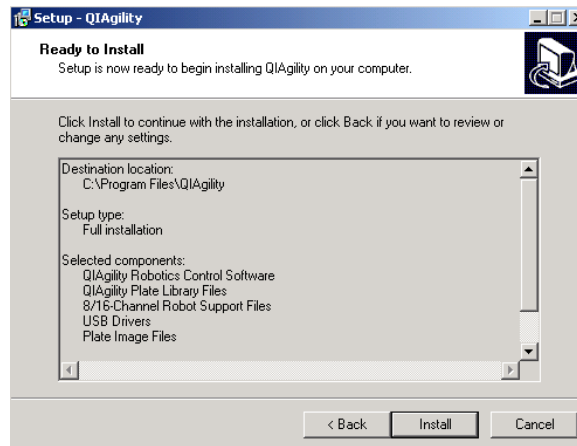 Setup - QIAgility
Ready to Install
Setup is now ready to begin installing QIAgility on your computer.
Click Install to continue with the installation, or click Back if you want to review or
change any settings.
Destination location:
C:\Program Files\QIAgility
Setup type:
Full installation
Selected components:
QIAgility Robotics Control Software
QIAgility Plate Library Files
8/16-Channel Robot Support Files
USB Drivers
Plate Image Files
< Back
Install
Cancel